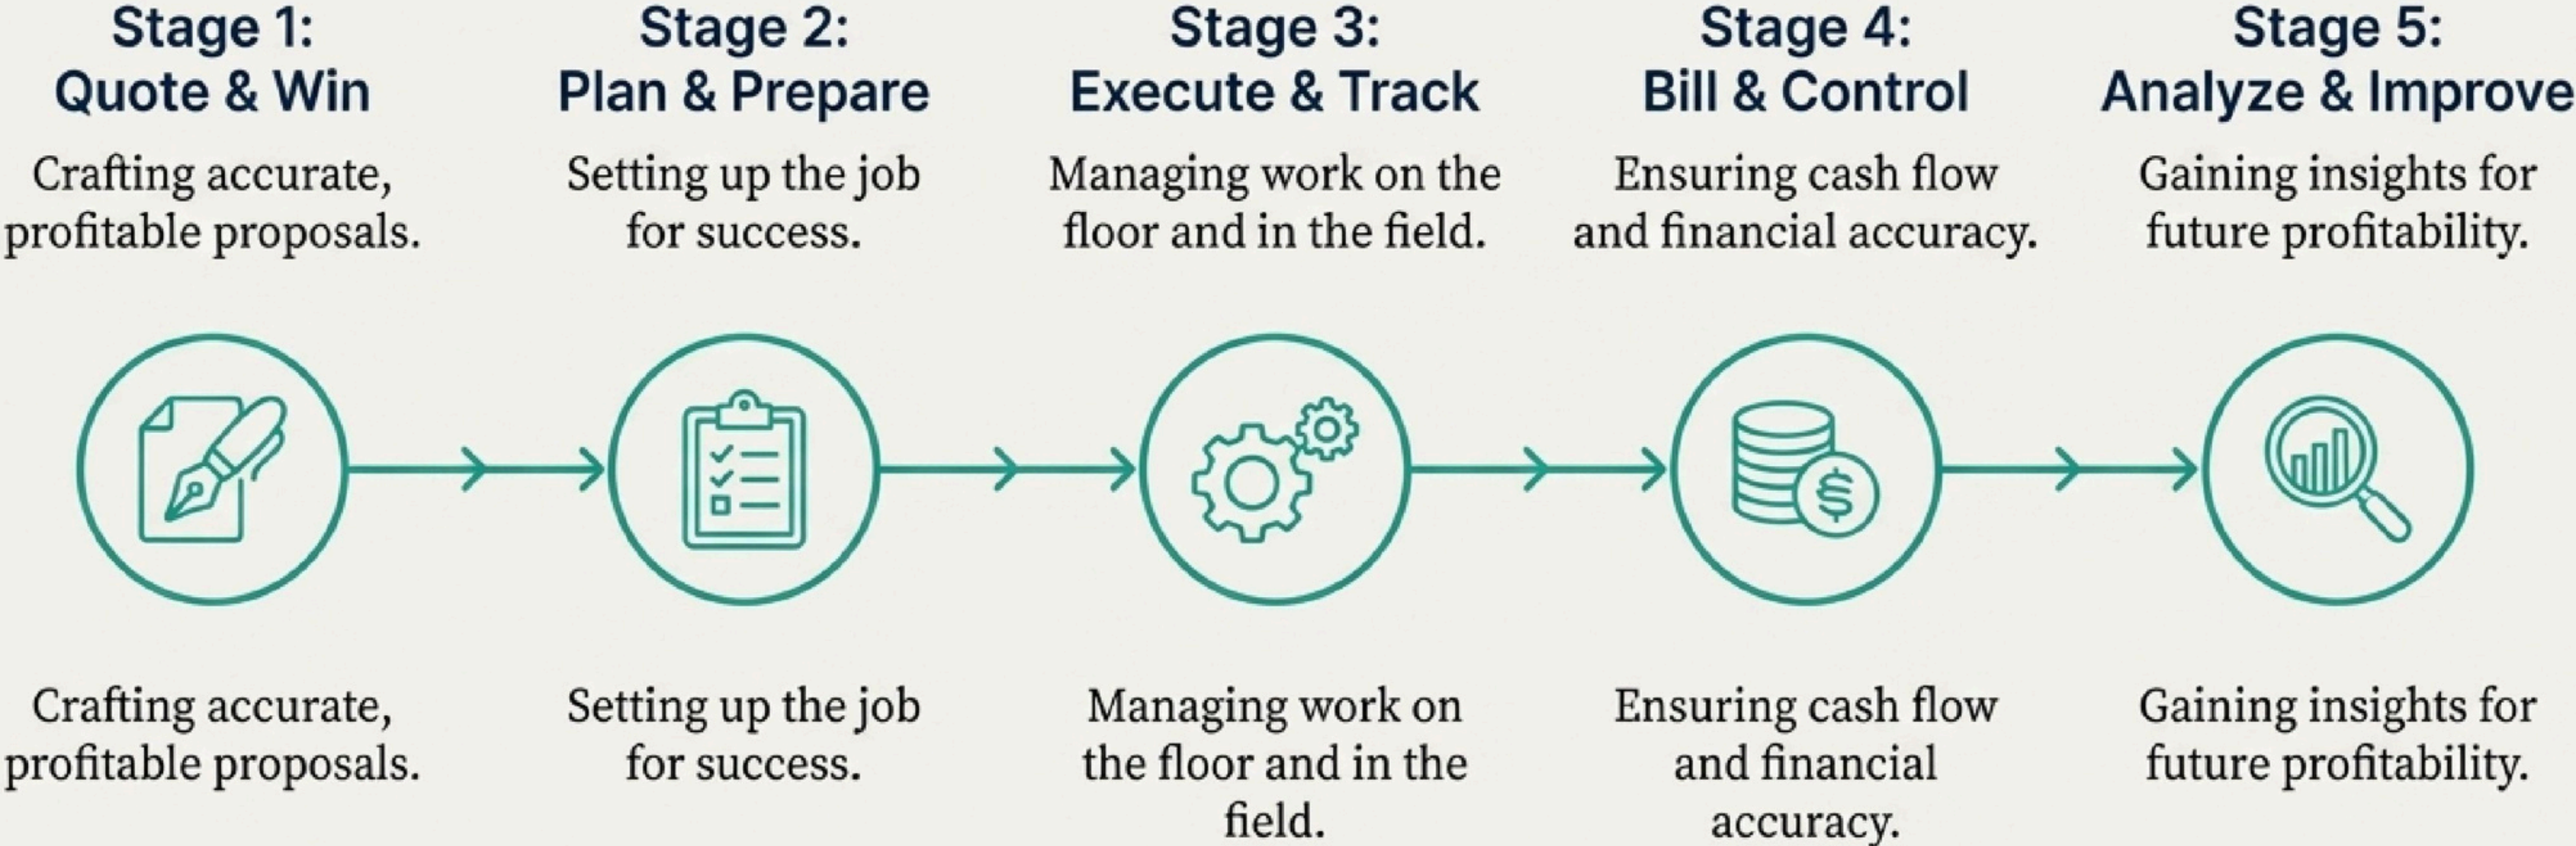 Stage 1:
Quote & Win
Crafting accurate,
profitable proposals.
Stage 2:
Plan & Prepare
Setting up the job
for success.
Stage 3:
Execute & Track
Managing work on the
floor and in the field.
Stage 4:
Bill & Control
Ensuring cash flow
and financial accuracy.
Stage 5:
Analyze & Improve
Gaining insights for
future profitability.
$
Crafting accurate,
profitable proposals.
Setting up the job
for success.
Managing work on
the floor and in the
field.
Ensuring cash flow
and financial
accuracy.
Gaining insights for
future profitability.